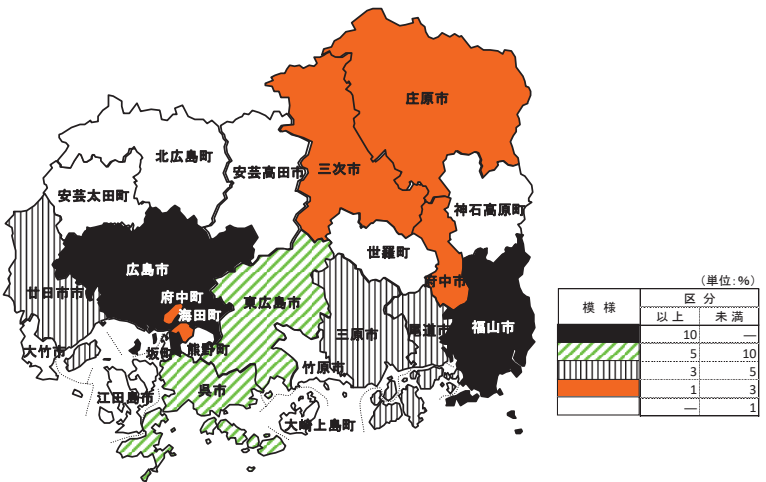 庄原市
北広島町
安芸高田市
三次市
安芸太田町
神石高原町
世羅町
広島市
廿日市市
府中市
府中町
東広島市
海田町
福山市
三原市
尾道市
大竹市
坂町
熊野町
竹原市
呉市
江田島市
大崎上島町
（単位：％）
模 様
区 分
以 上
未 満
10 ―
5 10
3 5
1 3
― 1